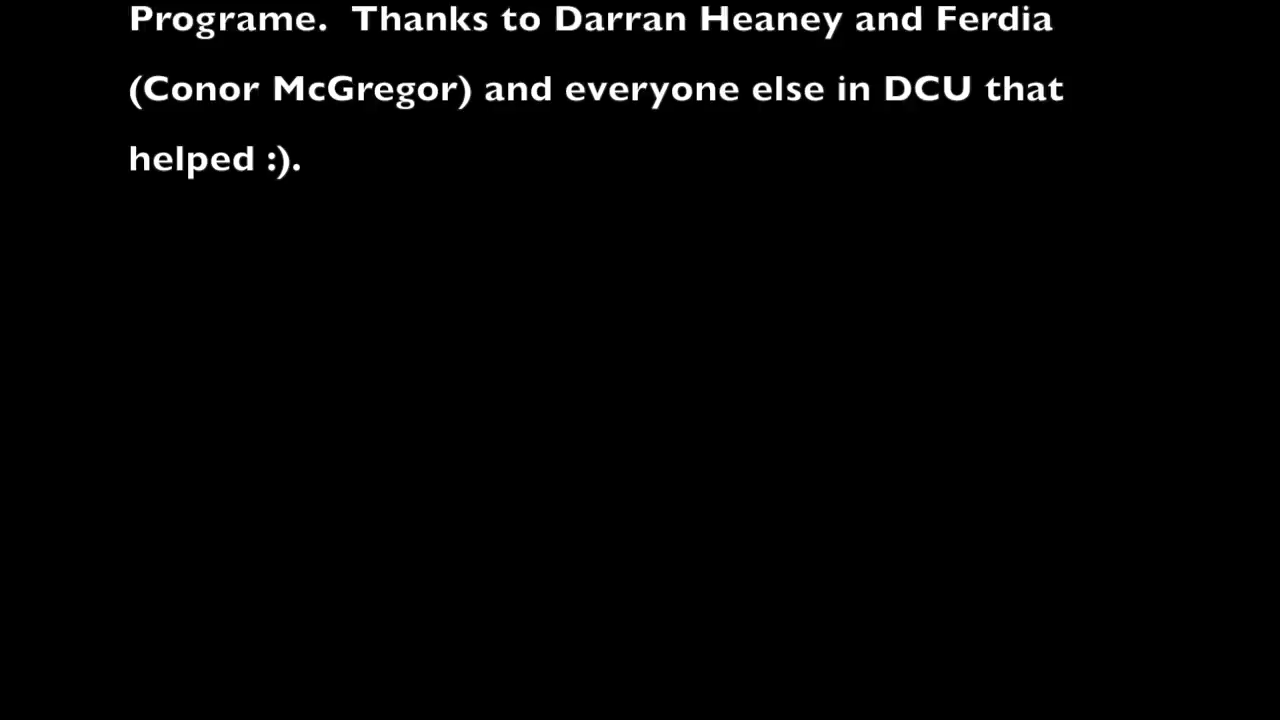 Programe.  Thanks to Darran Heaney and Ferdia
(Conor McGregor) and everyone else in DCU that
helped :).